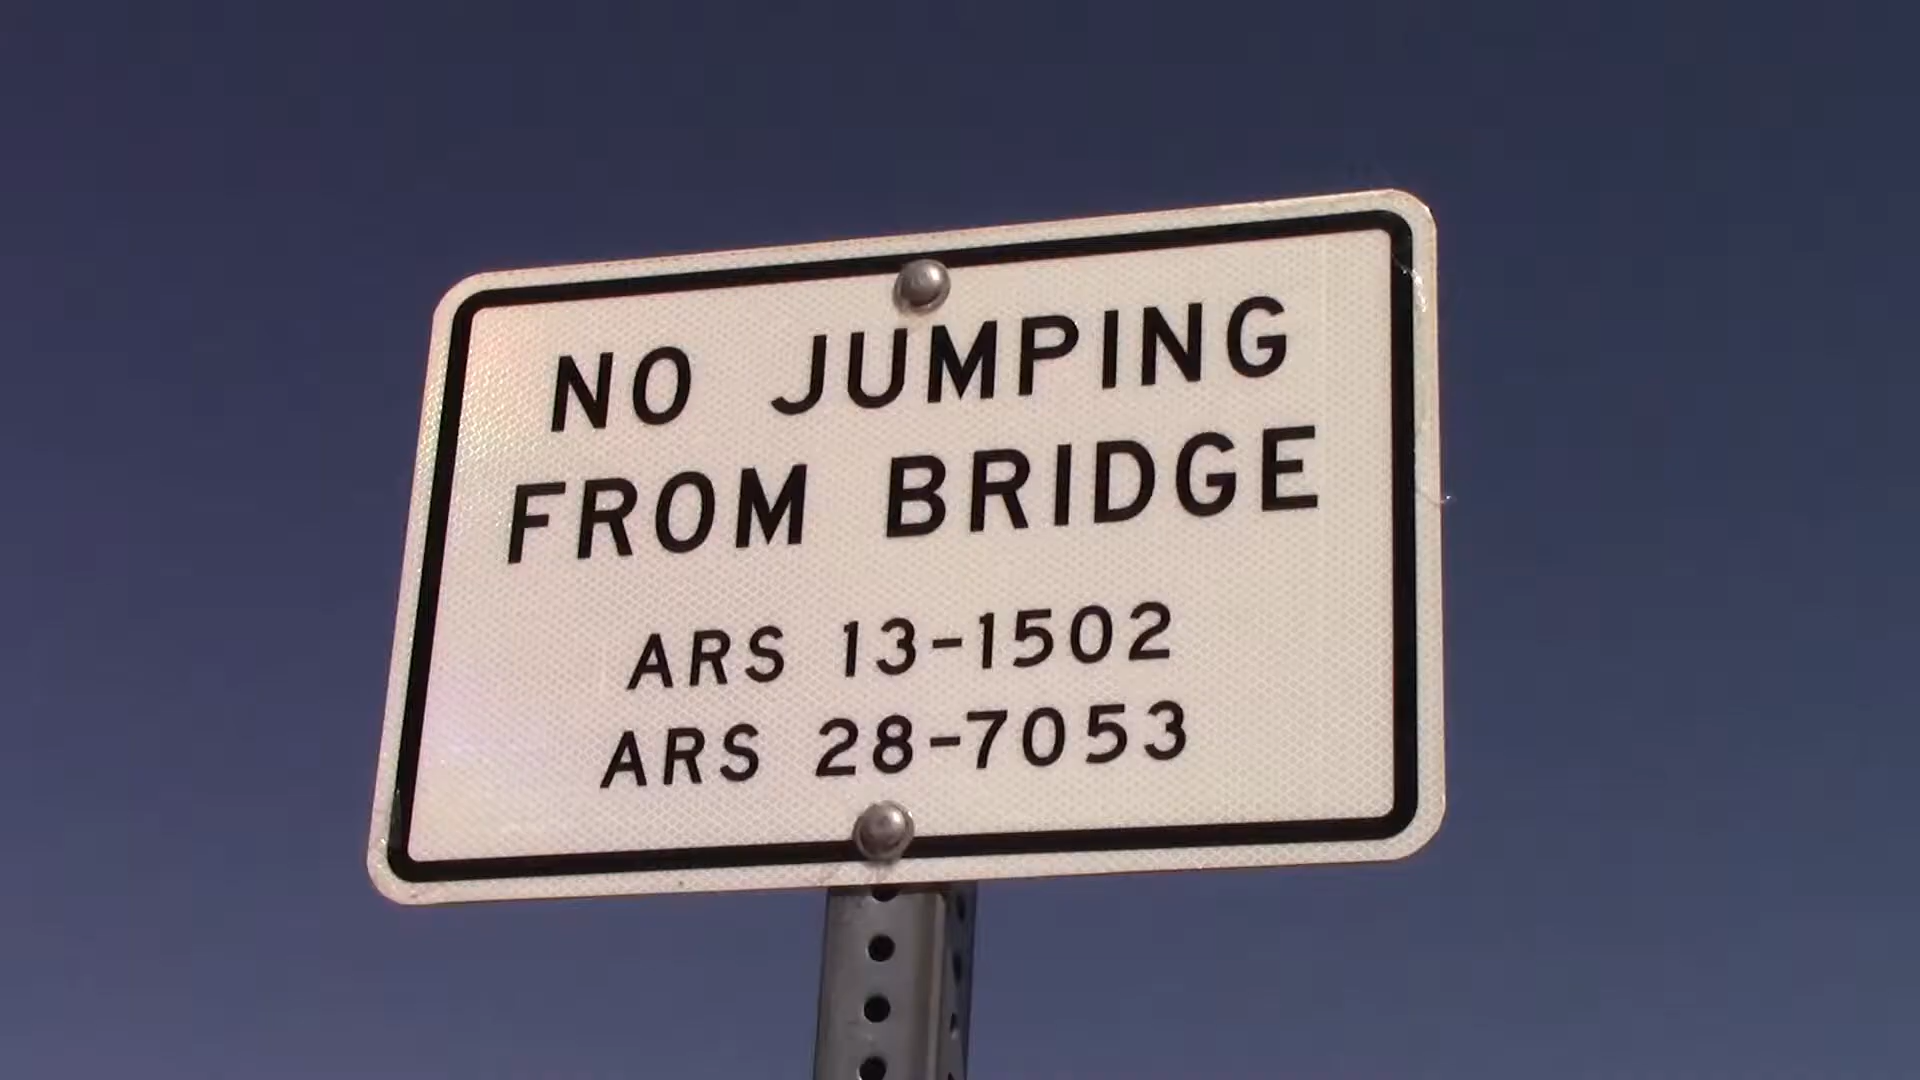 NO JUMPING
FROM BRIDGE
ARS 13-1502
ARS 28-7053